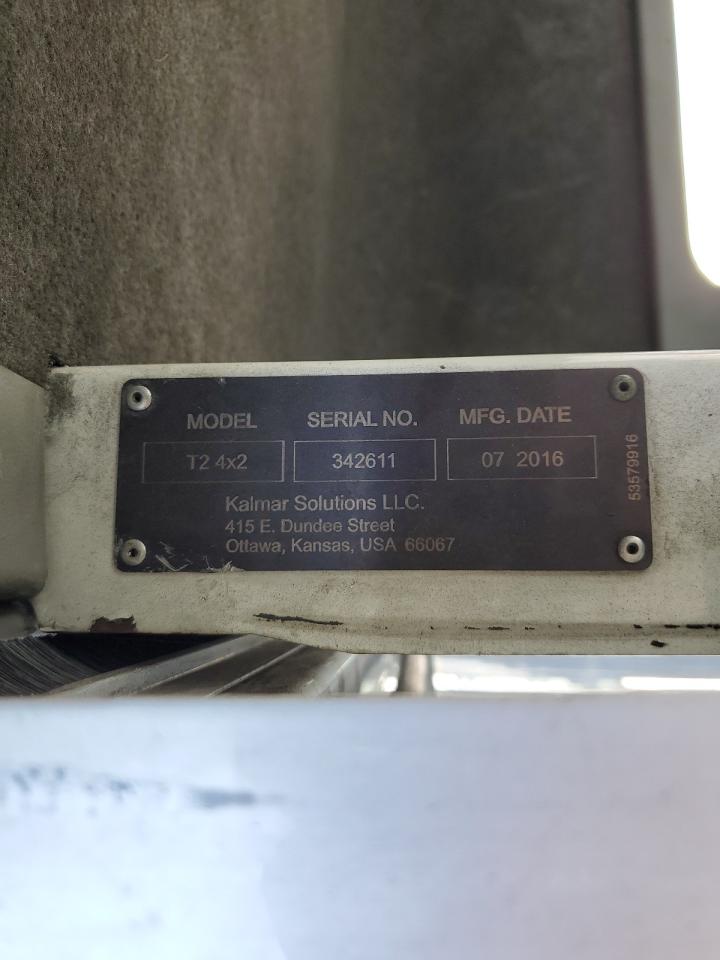 MODEL SERIAL NO. MFG. DATE
T2 4x2 342611 07 2016
Kalmar Solutions LLC.
415 E. Dundee Street
Ottawa, Kansas, USA 66067
53579916